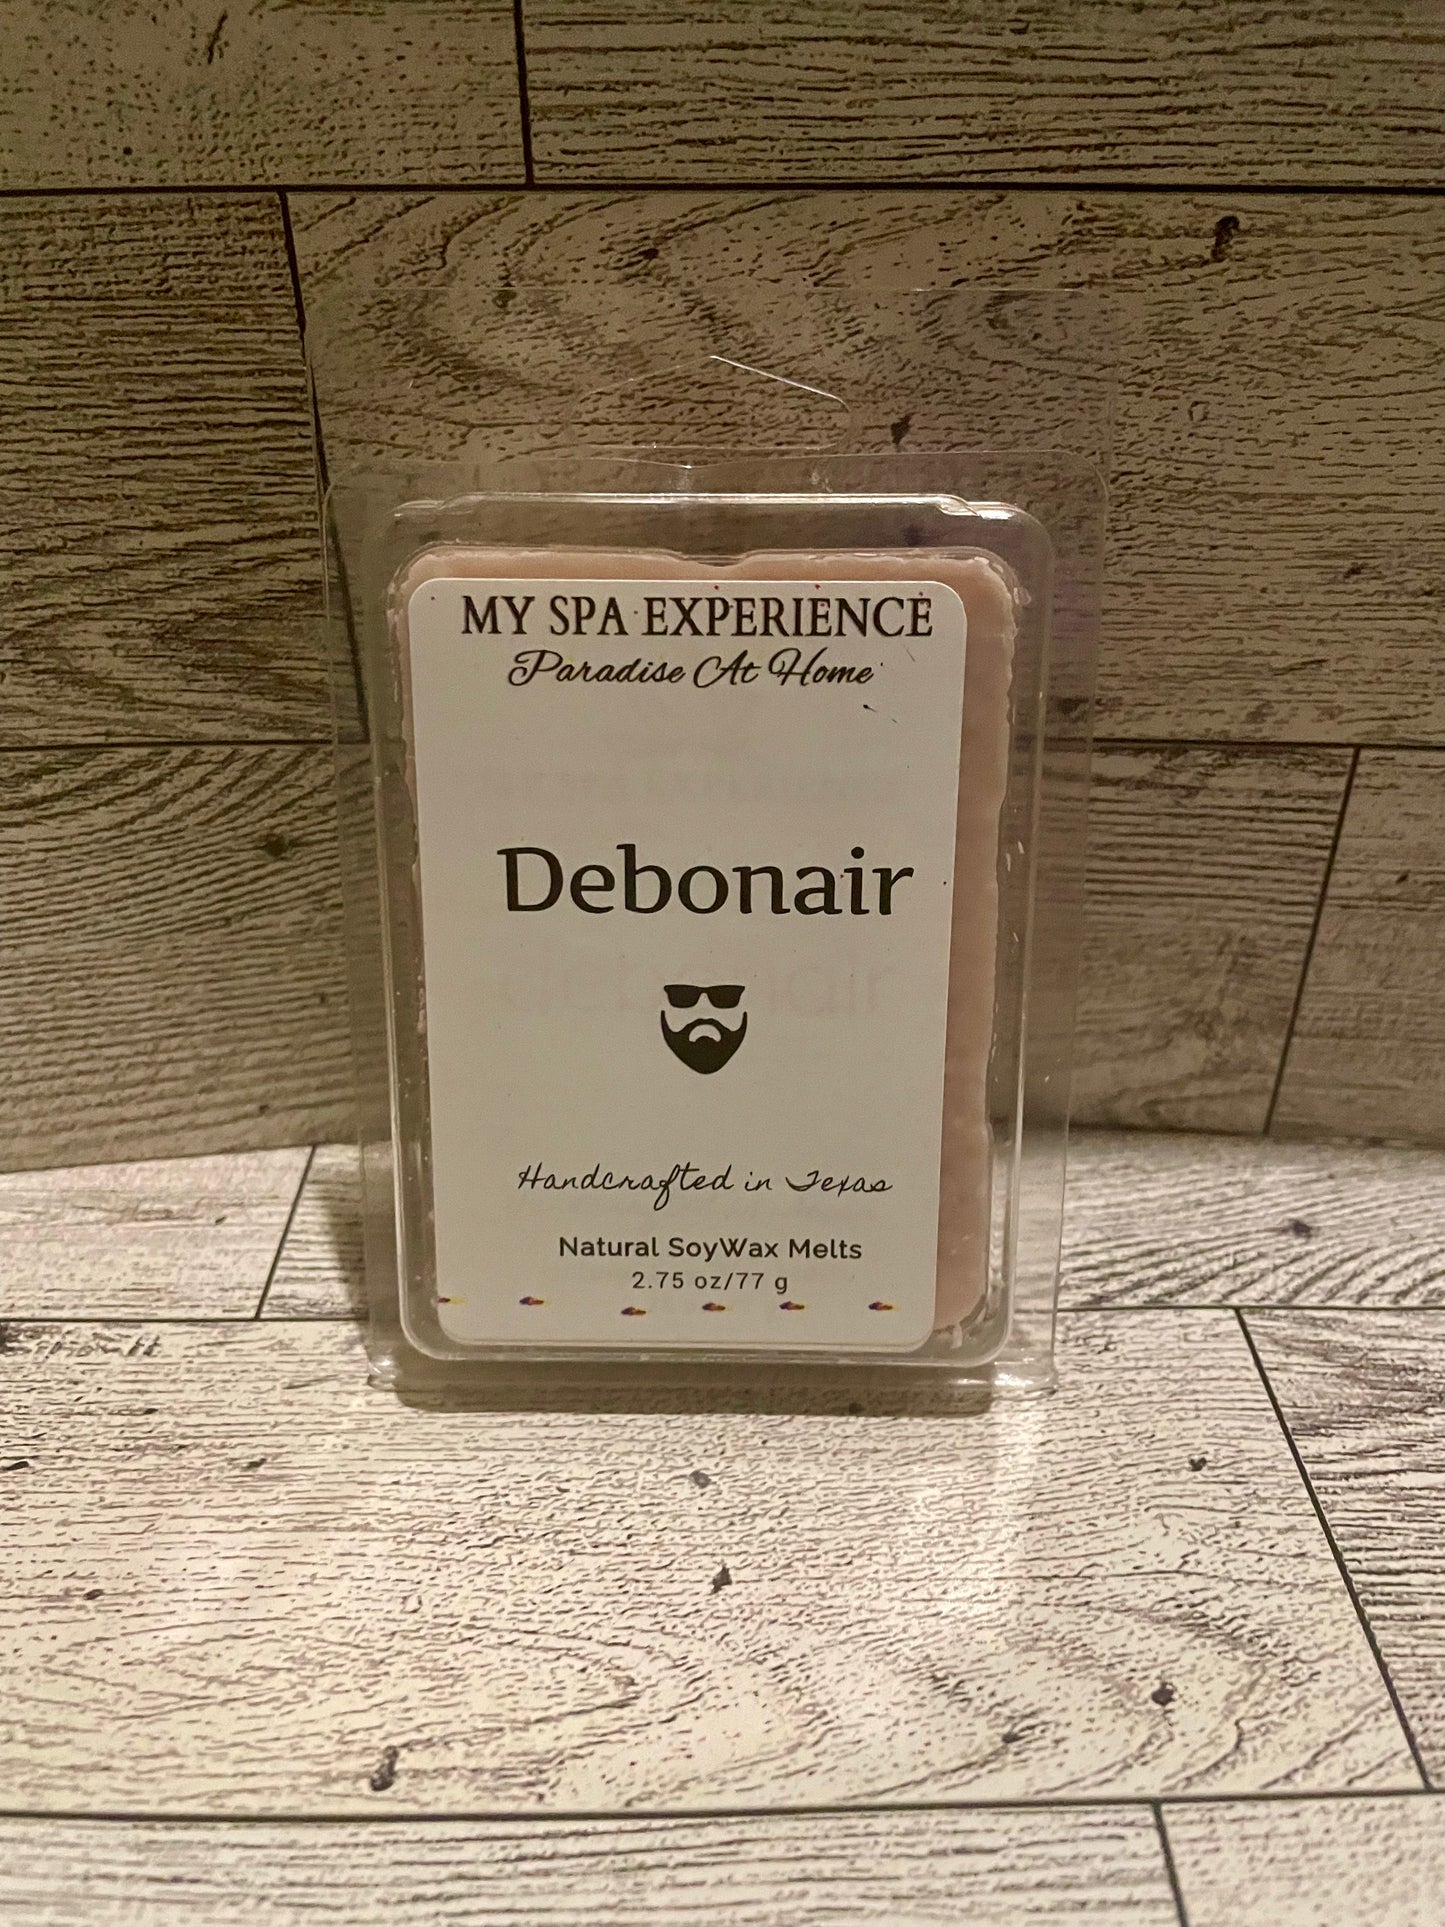 MY SPA EXPERIENCE
Paradise At Home
Debonair
Handcrafted in Texas
Natural SoyWax Melts
2.75 oz/77 g